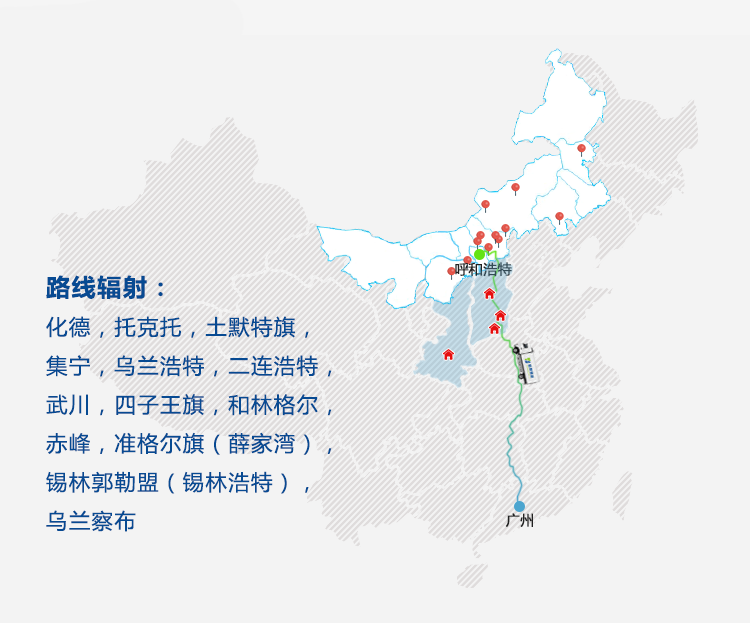 呼和浩特
路线辐射：
化德，托克托，土默特旗，
集宁，乌兰浩特，二连浩特，
武川，四子王旗，和林格尔，
赤峰，准格尔旗（薛家湾），
锡林郭勒盟（锡林浩特），
乌兰察布
广州